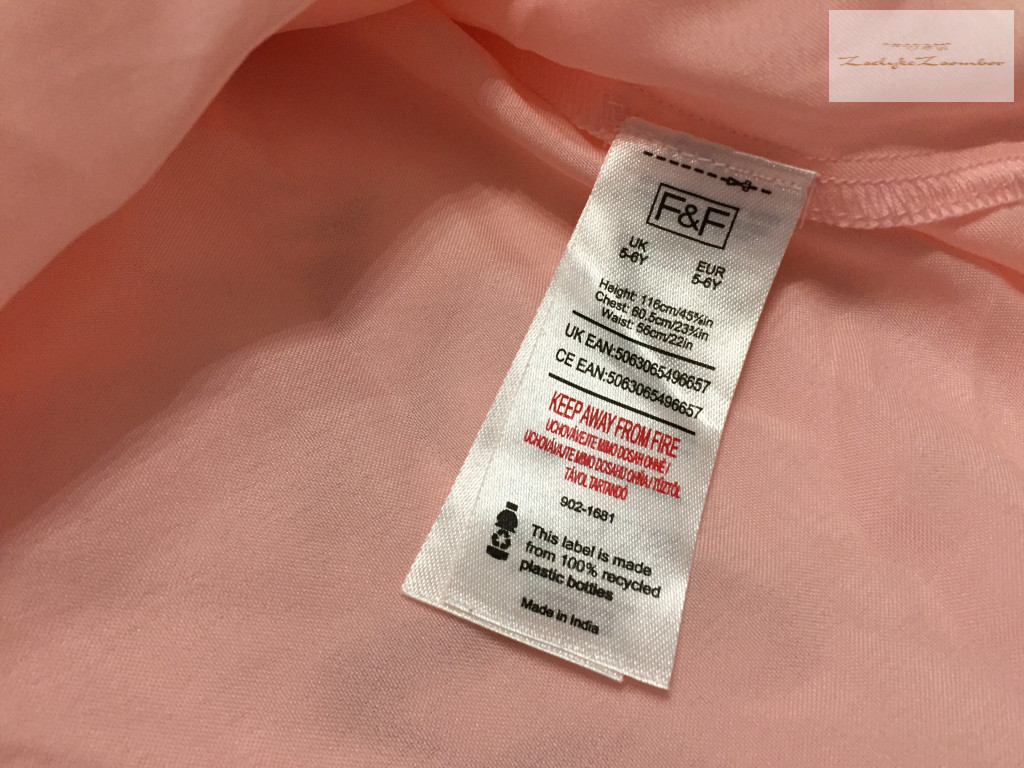 F&F
UK
5-6Y
EUR
5-6Y
Height: 116cm/45⅝in
Chest: 60.5cm/23¾in
Waist: 56cm/22in
UK EAN:5063065496657
CE EAN:5063065496657
KEEP AWAY FROM FIRE
UCHOVÁVEJTE MIMO DOSAH OHNĚ /
UCHOVÁVAJTE MIMO DOSAHU OHŇA / TŰZTŐL
TÁVOL TARTANDÓ
902-1681
This label is made
from 100% recycled
plastic bottles
Made in India